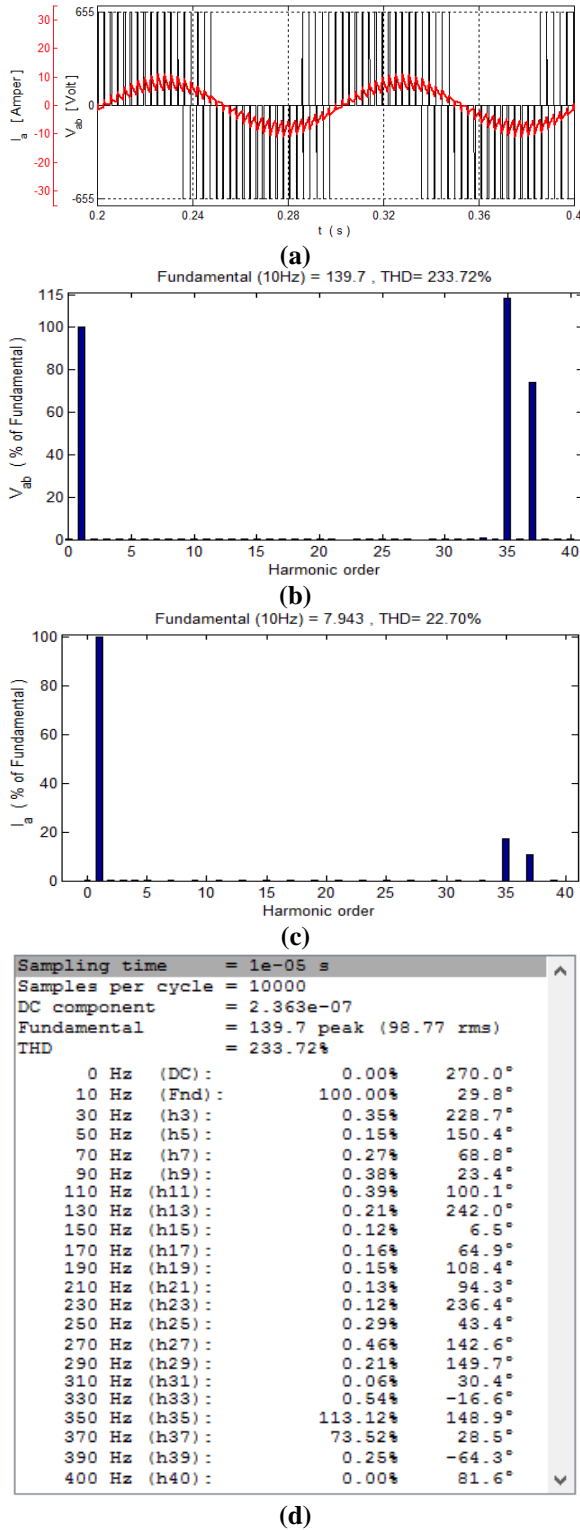 30
20
10
0
-10
-20
-30
I_a [ Amper ]
655
0
-655
V_ab [ Volt ]
0.2 0.24 0.28 0.32 0.36 0.4
t ( s )
(a)
Fundamental (10Hz) = 139.7 , THD= 233.72%
115
100
80
60
40
20
0
V_ab ( % of Fundamental )
0 5 10 15 20 25 30 35 40
Harmonic order
(b)
Fundamental (10Hz) = 7.943 , THD= 22.70%
100
80
60
40
20
0
I_a ( % of Fundamental )
0 5 10 15 20 25 30 35 40
Harmonic order
(c)
Sampling time = 1e-05 s
Samples per cycle = 10000
DC component = 2.363e-07
Fundamental = 139.7 peak (98.77 rms)
THD = 233.72%
0 Hz (DC): 0.00% 270.0°
10 Hz (Fnd): 100.00% 29.8°
30 Hz (h3): 0.35% 228.7°
50 Hz (h5): 0.15% 150.4°
70 Hz (h7): 0.27% 68.8°
90 Hz (h9): 0.38% 23.4°
110 Hz (h11): 0.39% 100.1°
130 Hz (h13): 0.21% 242.0°
150 Hz (h15): 0.12% 6.5°
170 Hz (h17): 0.16% 64.9°
190 Hz (h19): 0.15% 108.4°
210 Hz (h21): 0.13% 94.3°
230 Hz (h23): 0.12% 236.4°
250 Hz (h25): 0.29% 43.4°
270 Hz (h27): 0.46% 142.6°
290 Hz (h29): 0.21% 149.7°
310 Hz (h31): 0.06% 30.4°
330 Hz (h33): 0.54% -16.6°
350 Hz (h35): 113.12% 148.9°
370 Hz (h37): 73.52% 28.5°
390 Hz (h39): 0.25% -64.3°
400 Hz (h40): 0.00% 81.6°
(d)